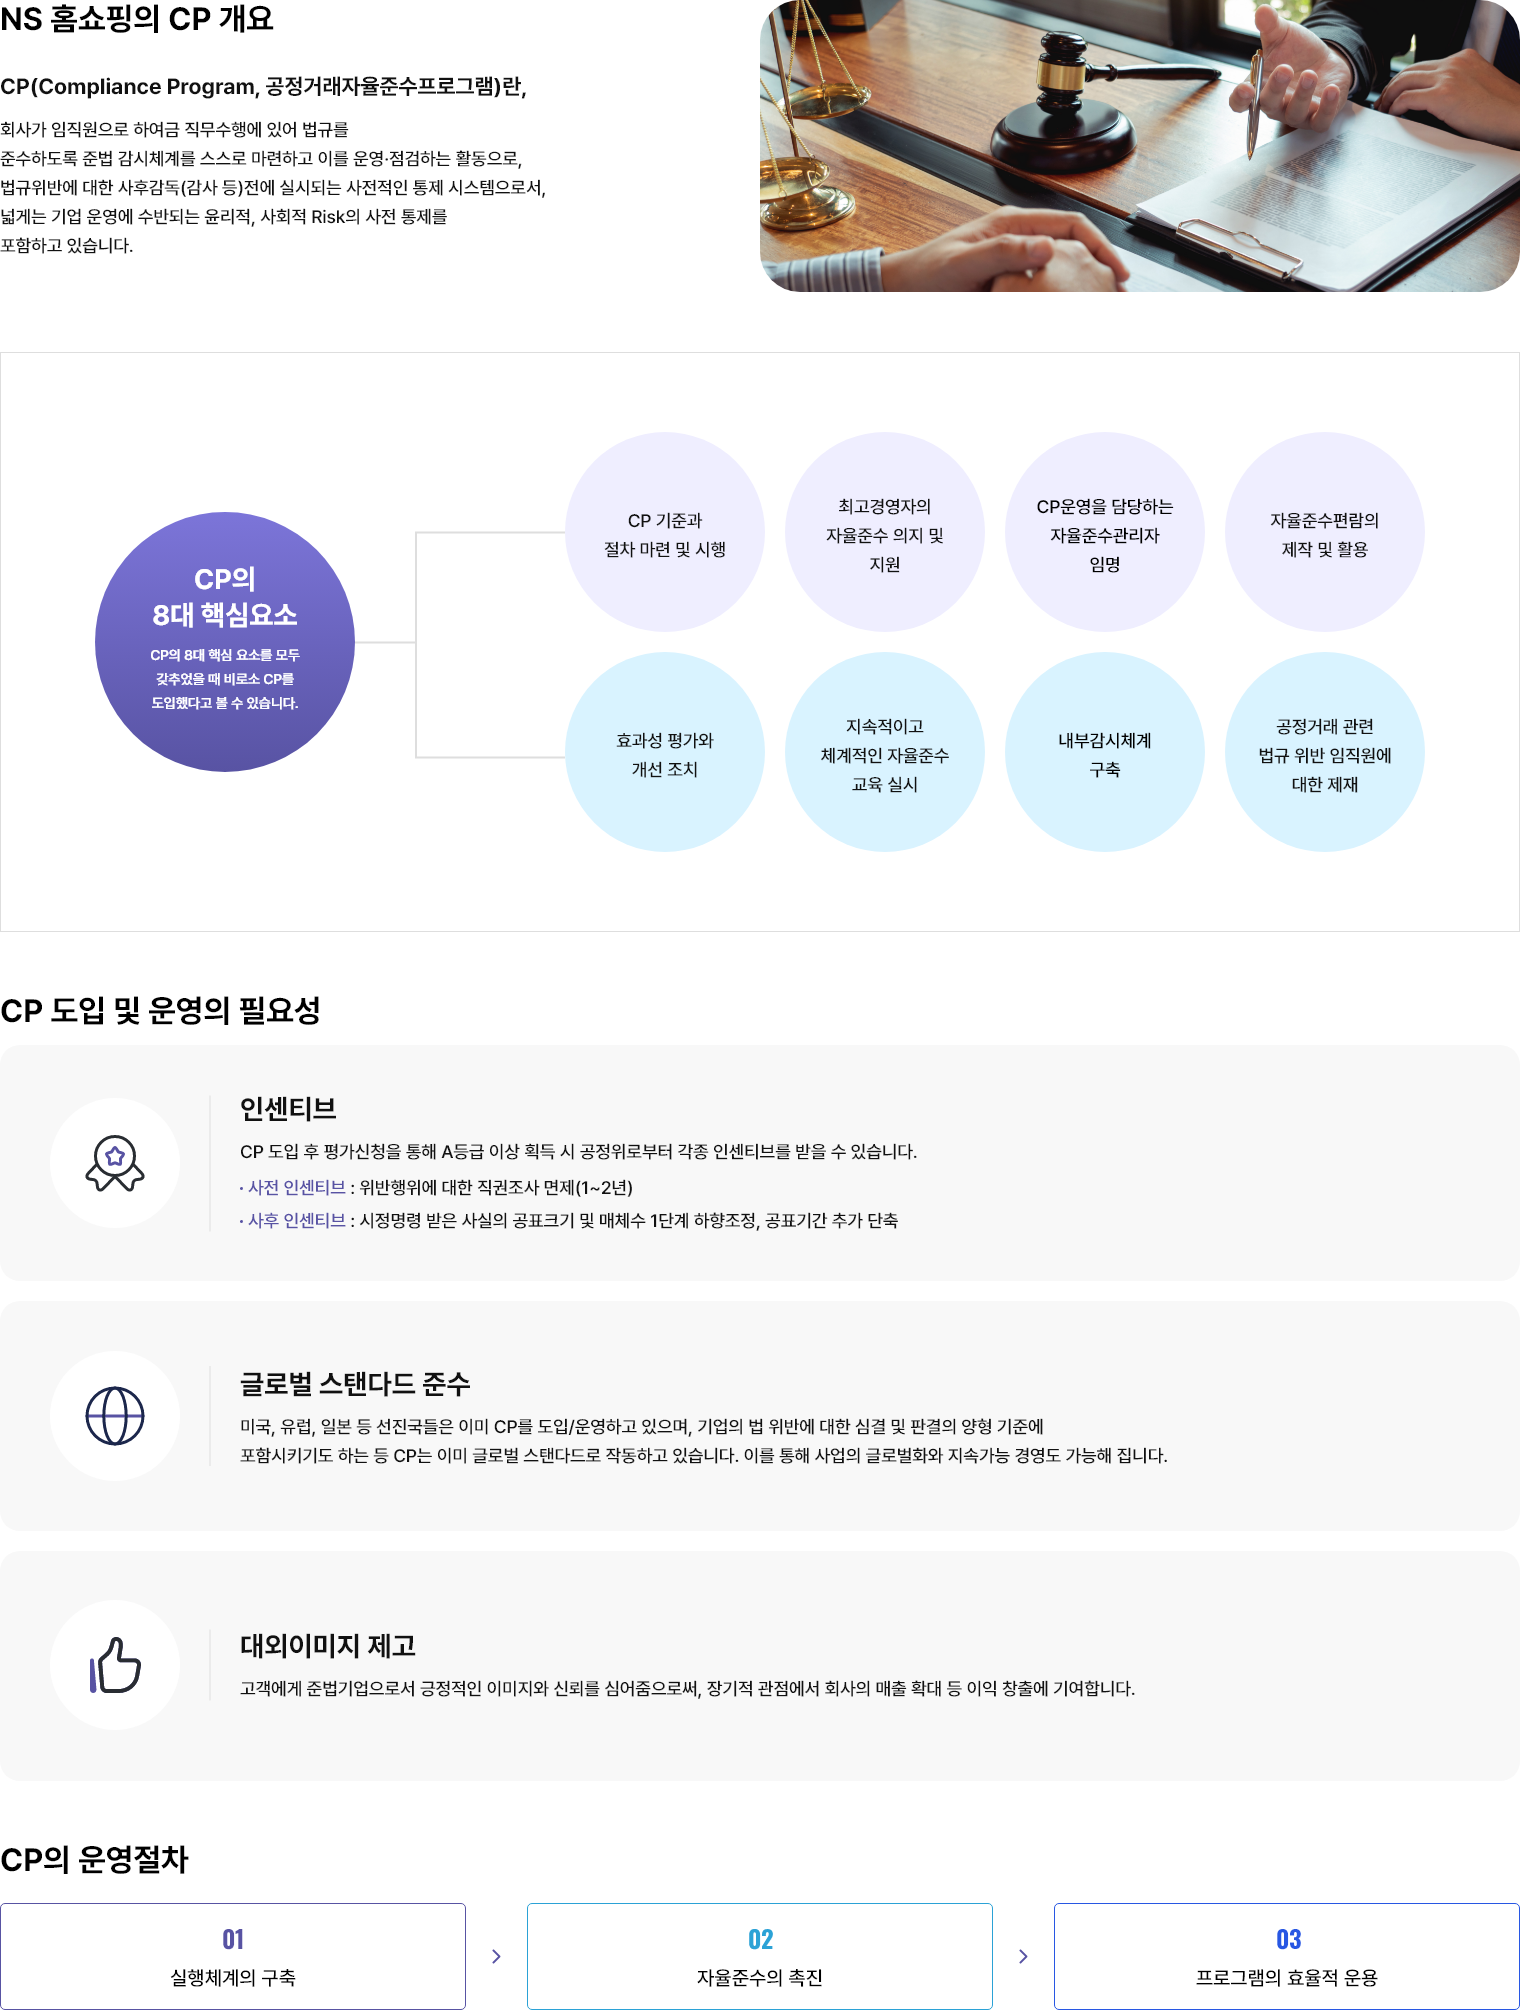 NS 홈쇼핑의 CP 개요
CP(Compliance Program, 공정거래자율준수프로그램)란,
회사가 임직원으로 하여금 직무수행에 있어 법규를
준수하도록 준법 감시체계를 스스로 마련하고 이를 운영·점검하는 활동으로,
법규위반에 대한 사후감독(감사 등)전에 실시되는 사전적인 통제 시스템으로서,
넓게는 기업 운영에 수반되는 윤리적, 사회적 Risk의 사전 통제를
포함하고 있습니다.
CP의
8대 핵심요소
CP의 8대 핵심 요소를 모두
갖추었을 때 비로소 CP를
도입했다고 볼 수 있습니다.
CP 기준과
절차 마련 및 시행
최고경영자의
자율준수 의지 및
지원
CP운영을 담당하는
자율준수관리자
임명
자율준수편람의
제작 및 활용
효과성 평가와
개선 조치
지속적이고
체계적인 자율준수
교육 실시
내부감시체계
구축
공정거래 관련
법규 위반 임직원에
대한 제재
CP 도입 및 운영의 필요성
인센티브
CP 도입 후 평가신청을 통해 A등급 이상 획득 시 공정위로부터 각종 인센티브를 받을 수 있습니다.
· 사전 인센티브 : 위반행위에 대한 직권조사 면제(1~2년)
· 사후 인센티브 : 시정명령 받은 사실의 공표크기 및 매체수 1단계 하향조정, 공표기간 추가 단축
글로벌 스탠다드 준수
미국, 유럽, 일본 등 선진국들은 이미 CP를 도입/운영하고 있으며, 기업의 법 위반에 대한 심결 및 판결의 양형 기준에
포함시키기도 하는 등 CP는 이미 글로벌 스탠다드로 작동하고 있습니다. 이를 통해 사업의 글로벌화와 지속가능 경영도 가능해 집니다.
대외이미지 제고
고객에게 준법기업으로서 긍정적인 이미지와 신뢰를 심어줌으로써, 장기적 관점에서 회사의 매출 확대 등 이익 창출에 기여합니다.
CP의 운영절차
01
실행체계의 구축
02
자율준수의 촉진
03
프로그램의 효율적 운용